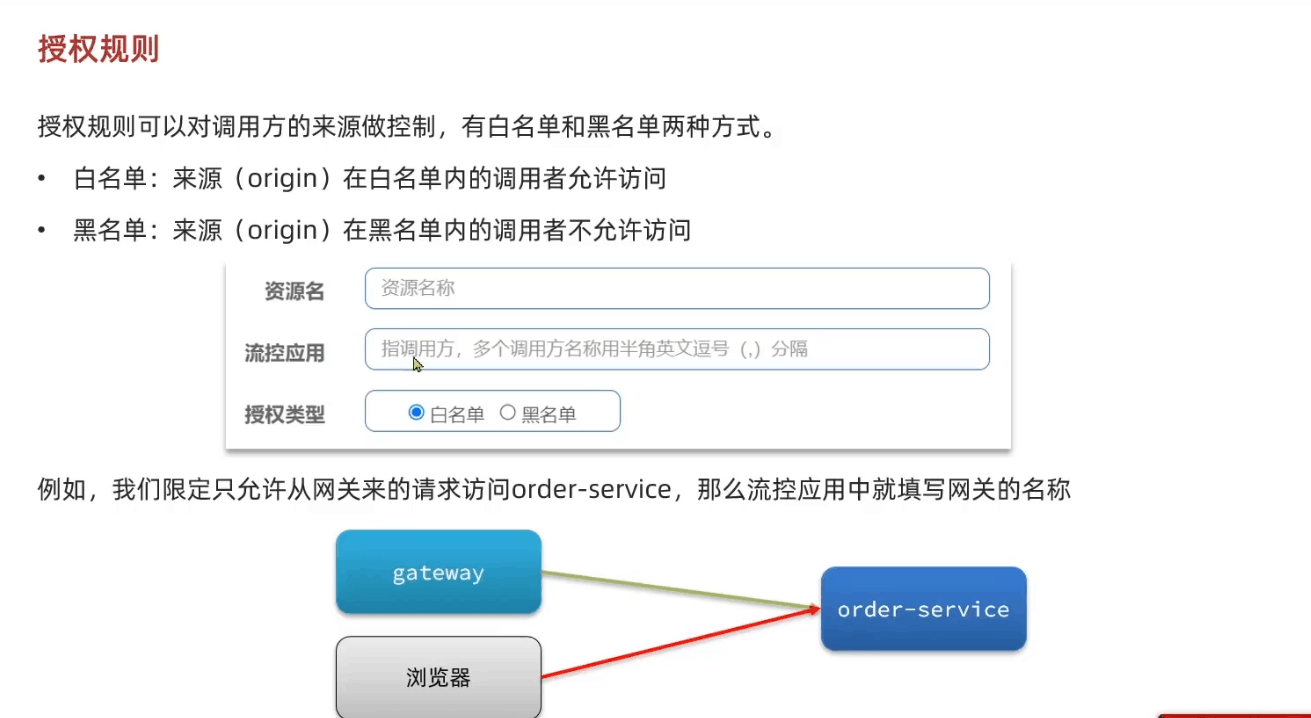 授权规则
授权规则可以对调用方的来源做控制，有白名单和黑名单两种方式。
• 白名单：来源（origin）在白名单内的调用者允许访问
• 黑名单：来源（origin）在黑名单内的调用者不允许访问
资源名 资源名称
流控应用 指调用方，多个调用方名称用半角英文逗号（,）分隔
授权类型 白名单 黑名单
例如，我们限定只允许从网关来的请求访问order-service，那么流控应用中就填写网关的名称
gateway
order-service
浏览器